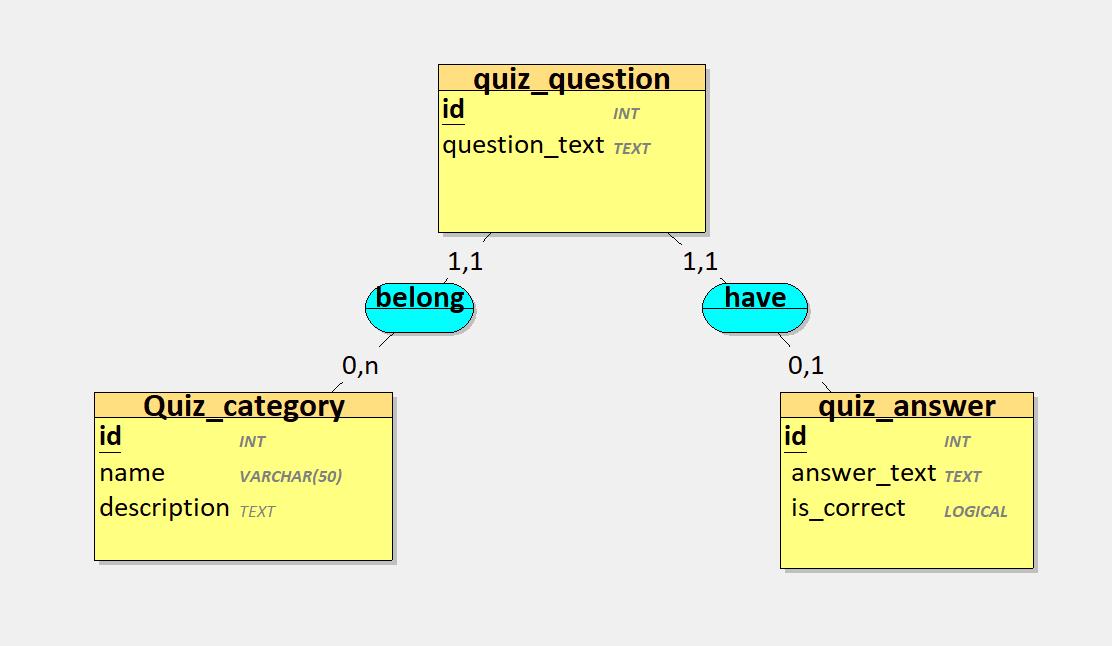 quiz_question
id INT
question_text TEXT
1,1
1,1
belong
have
0,n
0,1
Quiz_category
id INT
name VARCHAR(50)
description TEXT
quiz_answer
id INT
answer_text TEXT
is_correct LOGICAL